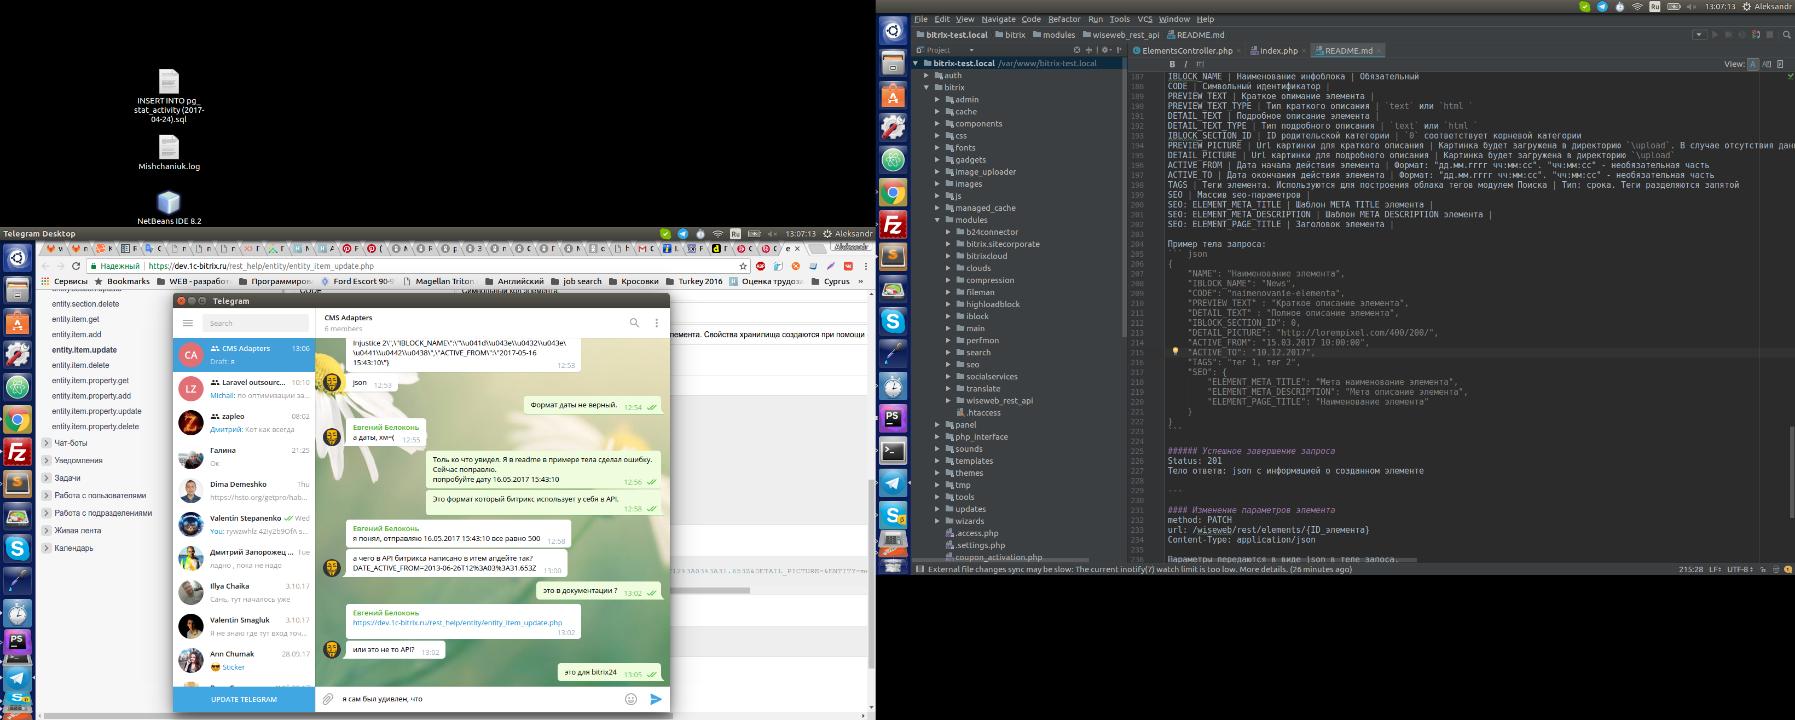 INSERT INTO pg_
stat_activity (2017-
04-24).sql
Mishchaniuk.log
NetBeans IDE 8.2
Telegram Desktop
Ru
13:07:13
Aleksandr
Надежный
https://dev.1c-bitrix.ru/rest_help/entity/entity_item_update.php
Сервисы
Bookmarks
WEB - разработ
Программиро
Ford Escort 90-9
Magellan Triton
Английский
job search
Кросовки
Turkey 2016
Оценка трудоз
Cyprus
entity.section.delete
entity.item.get
entity.item.add
entity.item.update
entity.item.delete
entity.item.property.get
entity.item.property.add
entity.item.property.update
entity.item.property.delete
Чат-боты
Уведомления
Задачи
Работа с пользователями
Работа с подразделениями
Живая лента
Календарь
лемента. Свойства хранилища создаются при помощи
Telegram
Search
CA
CMS Adapters
13:06
Draft: я
LZ
Laravel outsourc...
10:10
Michail: по оптимизации за...
zapleo
08:02
Дмитрий: Кот как всегда
Галина
21:25
Ок
Dima Demeshko
Thu
https://hsto.org/getpro/hab...
Valentin Stepanenko
Wed
Дмитрий Запорожец ...
Tue
ладно , пока не надо
Illya Chaika
3.10.17
Сань, тут началось уже
Valentin Smagluk
3.10.17
Я не знаю где тут вход точ...
Ann Chumak
28.09.17
Sticker
UPDATE TELEGRAM
CMS Adapters
6 members
Injustice 2\",\"IBLOCK_NAME\":\"\\u041d\\u043e\\u0432\\u043e\
\u0441\\u0442\\u0438\",\"ACTIVE_FROM\":\"2017-05-16
15:43:10\"}
12:53
json
12:53
Формат даты не верный.
12:54
Евгений Белоконь
а даты, хм=(
12:55
Толь ко что увидел. Я в readme в примере тела сделал ошибку.
Сейчас поправлю.
попробуйте дату 16.05.2017 15:43:10
12:56
Это формат который битрикс использует у себя в API.
12:58
Евгений Белоконь
я понял, отправляю 16.05.2017 15:43:10 все равно 500
12:58
а чего в API битрикса написано в итем апдейте так?
DATE_ACTIVE_FROM=2013-06-26T12%3A03%3A31.653Z
13:00
это в документации ?
13:02
Евгений Белоконь
https://dev.1c-bitrix.ru/rest_help/entity/entity_item_update.php
13:02
или это не то API?
13:02
это для bitrix24
13:05
я сам был удивлен, что
Ru
13:07:13
Aleksandr
File Edit View Navigate Code Refactor Run Tools VCS Window Help
bitrix-test.local
bitrix
modules
wiseweb_rest_api
README.md
Project
ElementsController.php
index.php
README.md
View:
bitrix-test.local /var/www/bitrix-test.local
auth
bitrix
admin
cache
components
css
fonts
gadgets
image_uploader
images
js
managed_cache
modules
b24connector
bitrix.sitecorporate
bitrixcloud
clouds
compression
fileman
highloadblock
iblock
main
perfmon
search
seo
socialservices
translate
wiseweb_rest_api
.htaccess
panel
php_interface
sounds
templates
themes
tmp
tools
updates
wizards
.access.php
.settings.php
coupon_activation.php
IBLOCK_NAME | Наименование инфоблока | Обязательный
CODE | Символьный идентификатор |
PREVIEW_TEXT | Краткое опимание элемента |
PREVIEW_TEXT_TYPE | Тип краткого описания | `text` или `html `
DETAIL_TEXT | Подробное описание элемента |
DETAIL_TEXT_TYPE | Тип подробного описания | `text` или `html `
IBLOCK_SECTION_ID | ID родительской категории | `0` соответствует корневой категории
PREVIEW_PICTURE | Url картинки для краткого описания | Картинка будет загружена в директорию `\upload`. В случае отсутствия дан
DETAIL_PICTURE | Url картинки для подробного описания | Картинка будет загружена в директорию `\upload`
ACTIVE_FROM | Дата начала действия элемента | Формат: "дд.мм.гггг чч:мм:сс". "чч:мм:сс" - необязательная часть
ACTIVE_TO | Дата окончания действия элемента | Формат: "дд.мм.гггг чч:мм:сс". "чч:мм:сс" - необязательная часть
TAGS | Теги элемента. Используются для построения облака тегов модулем Поиска | Тип: срока. Теги разделяются запятой
SEO | Массив seo-параметров |
SEO: ELEMENT_META_TITLE | Шаблон META TITLE элемента |
SEO: ELEMENT_META_DESCRIPTION | Шаблон META DESCRIPTION элемента |
SEO: ELEMENT_PAGE_TITLE | Заголовок элемента |
Пример тела запроса:
``` json
{
"NAME": "Наименование элемента",
"IBLOCK_NAME": "News",
"CODE": "nainenovanie-elementa",
"PREVIEW_TEXT" : "Краткое описание элемента",
"DETAIL_TEXT" : "Полное описание элемента",
"IBLOCK_SECTION_ID": 0,
"DETAIL_PICTURE": "http://lorempixel.com/400/200/",
"ACTIVE_FROM": "15.03.2017 10:00:00",
"ACTIVE_TO": "10.12.2017",
"TAGS": "тег 1, тег 2",
"SEO": {
"ELEMENT_META_TITLE": "Мета наименование элемента",
"ELEMENT_META_DESCRIPTION": "Мета описание элемента",
"ELEMENT_PAGE_TITLE": "Наименование элемента"
}
}
```
###### Успешное завершение запроса
Status: 201
Тело ответа: json с информацией о созданном элементе
---
#### Изменение параметров элемента
method: PATCH
url: /wiseweb/rest/elements/{ID_элемента}
Content-Type: application/json
Параметры передаются в виде json в теле запоса.
External file changes sync may be slow: The current inotify(7) watch limit is too low. More details. (26 minutes ago)
215:28
LF
UTF-8